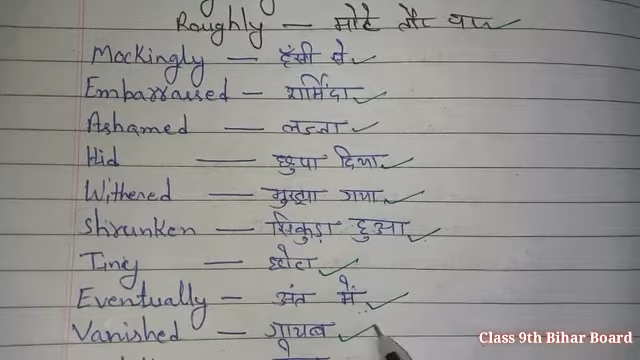 Roughly — मोटे तौर पर
Mockingly — हँसी से
Embarraised — शर्मिंदा
Ashamed — लज्जा
Hid — छुपा दिया
Withered — मुरझा गया
Shrunken — सिकुड़ा हुआ
Tiny — छोटा
Eventually — अंत में
Vanished — गायब
Class 9th Bihar Board